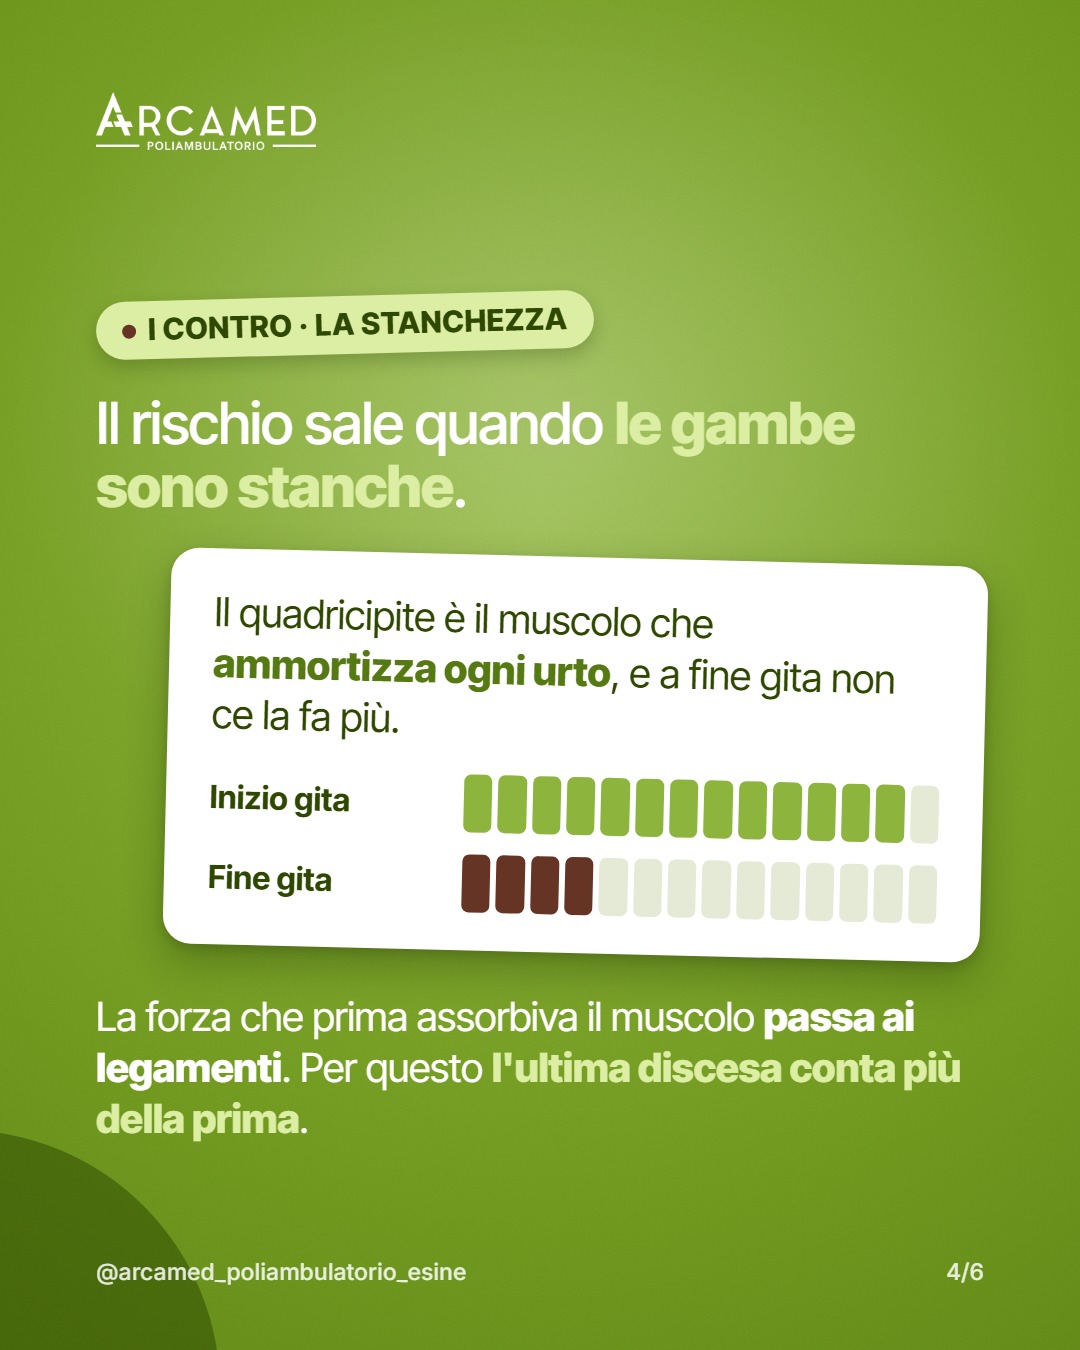 ARCAMED
POLIAMBULATORIO
I CONTRO · LA STANCHEZZA
Il rischio sale quando le gambe
sono stanche.
Il quadricipite è il muscolo che
ammortizza ogni urto, e a fine gita non
ce la fa più.
Inizio gita
Fine gita
La forza che prima assorbiva il muscolo passa ai
legamenti. Per questo l'ultima discesa conta più
della prima.
@arcamed_poliambulatorio_esine
4/6